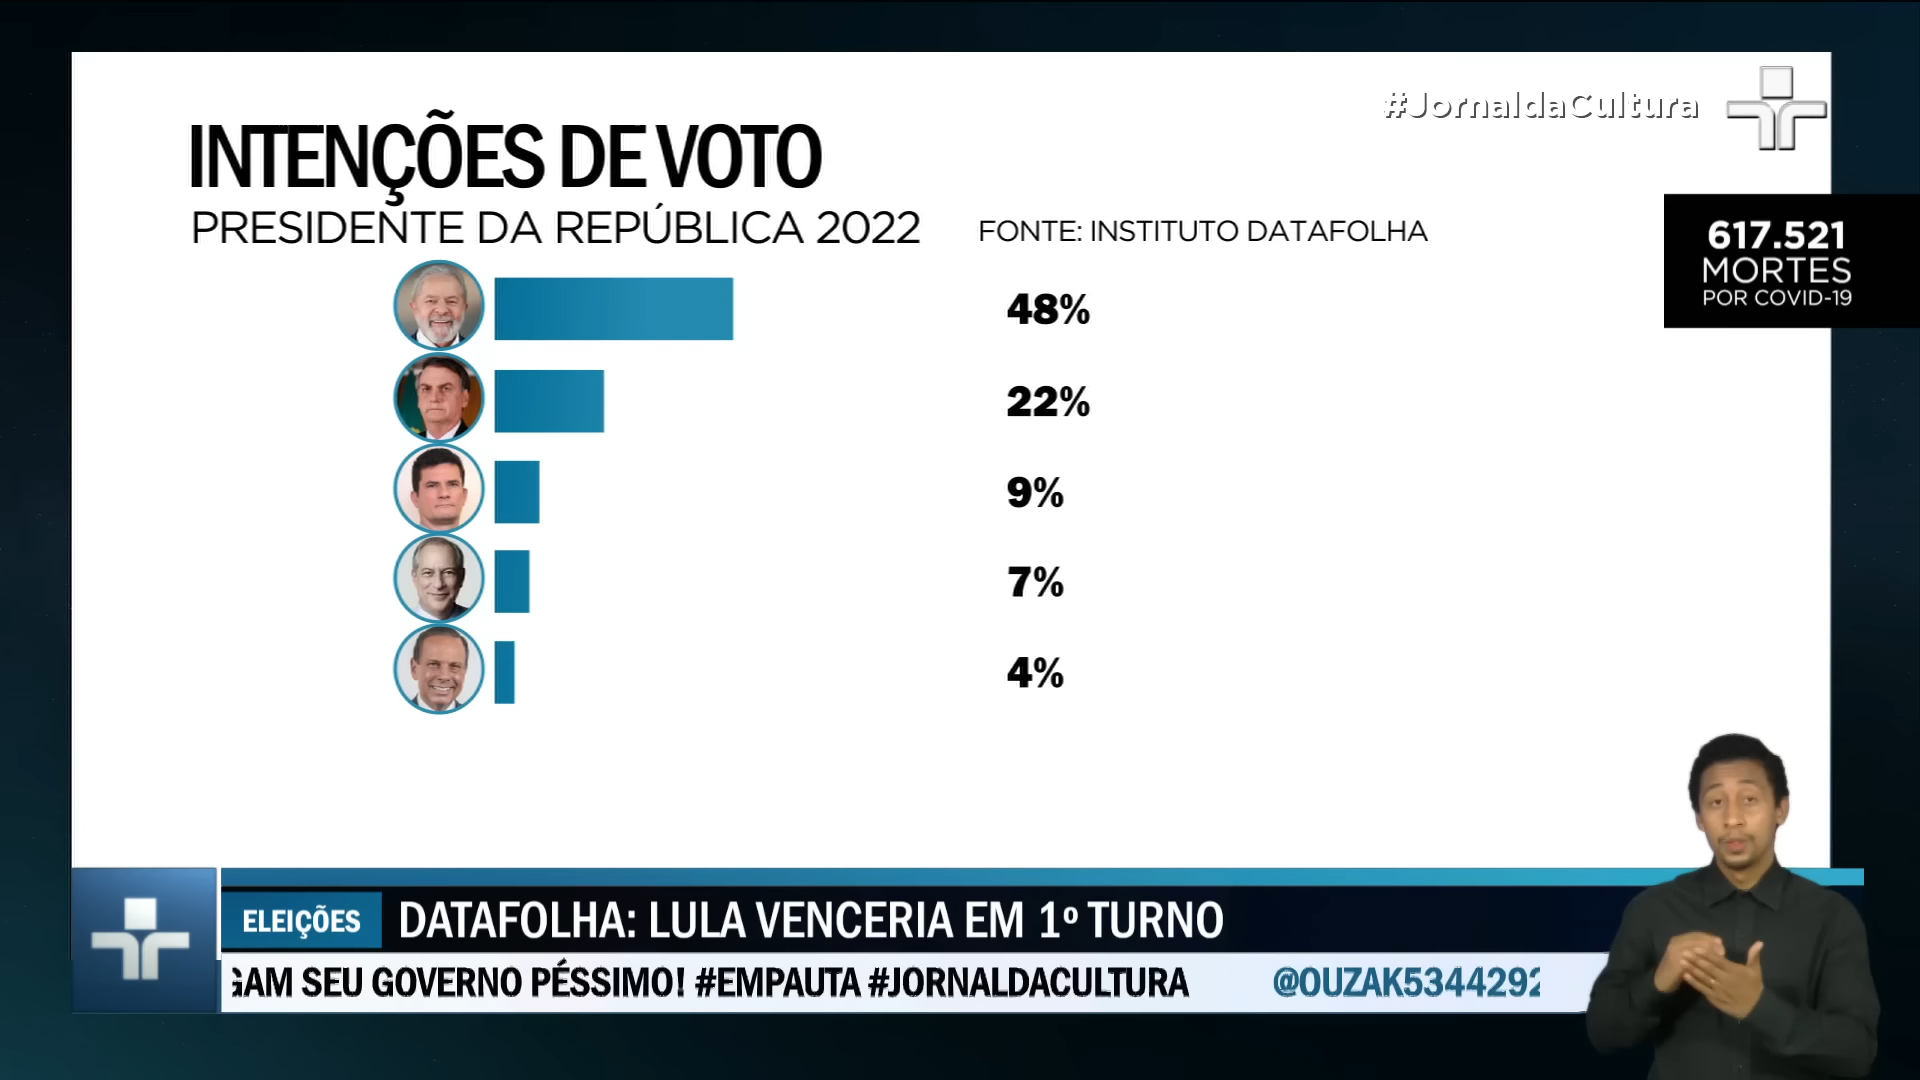 #JornaldaCultura
INTENÇÕES DE VOTO
PRESIDENTE DA REPÚBLICA 2022
FONTE: INSTITUTO DATAFOLHA
617.521
MORTES
POR COVID-19
48%
22%
9%
7%
4%
ELEIÇÕES
DATAFOLHA: LULA VENCERIA EM 1º TURNO
SEU GOVERNO PÉSSIMO! #EMPAUTA #JORNALDACULTURA @OUZAK5344292